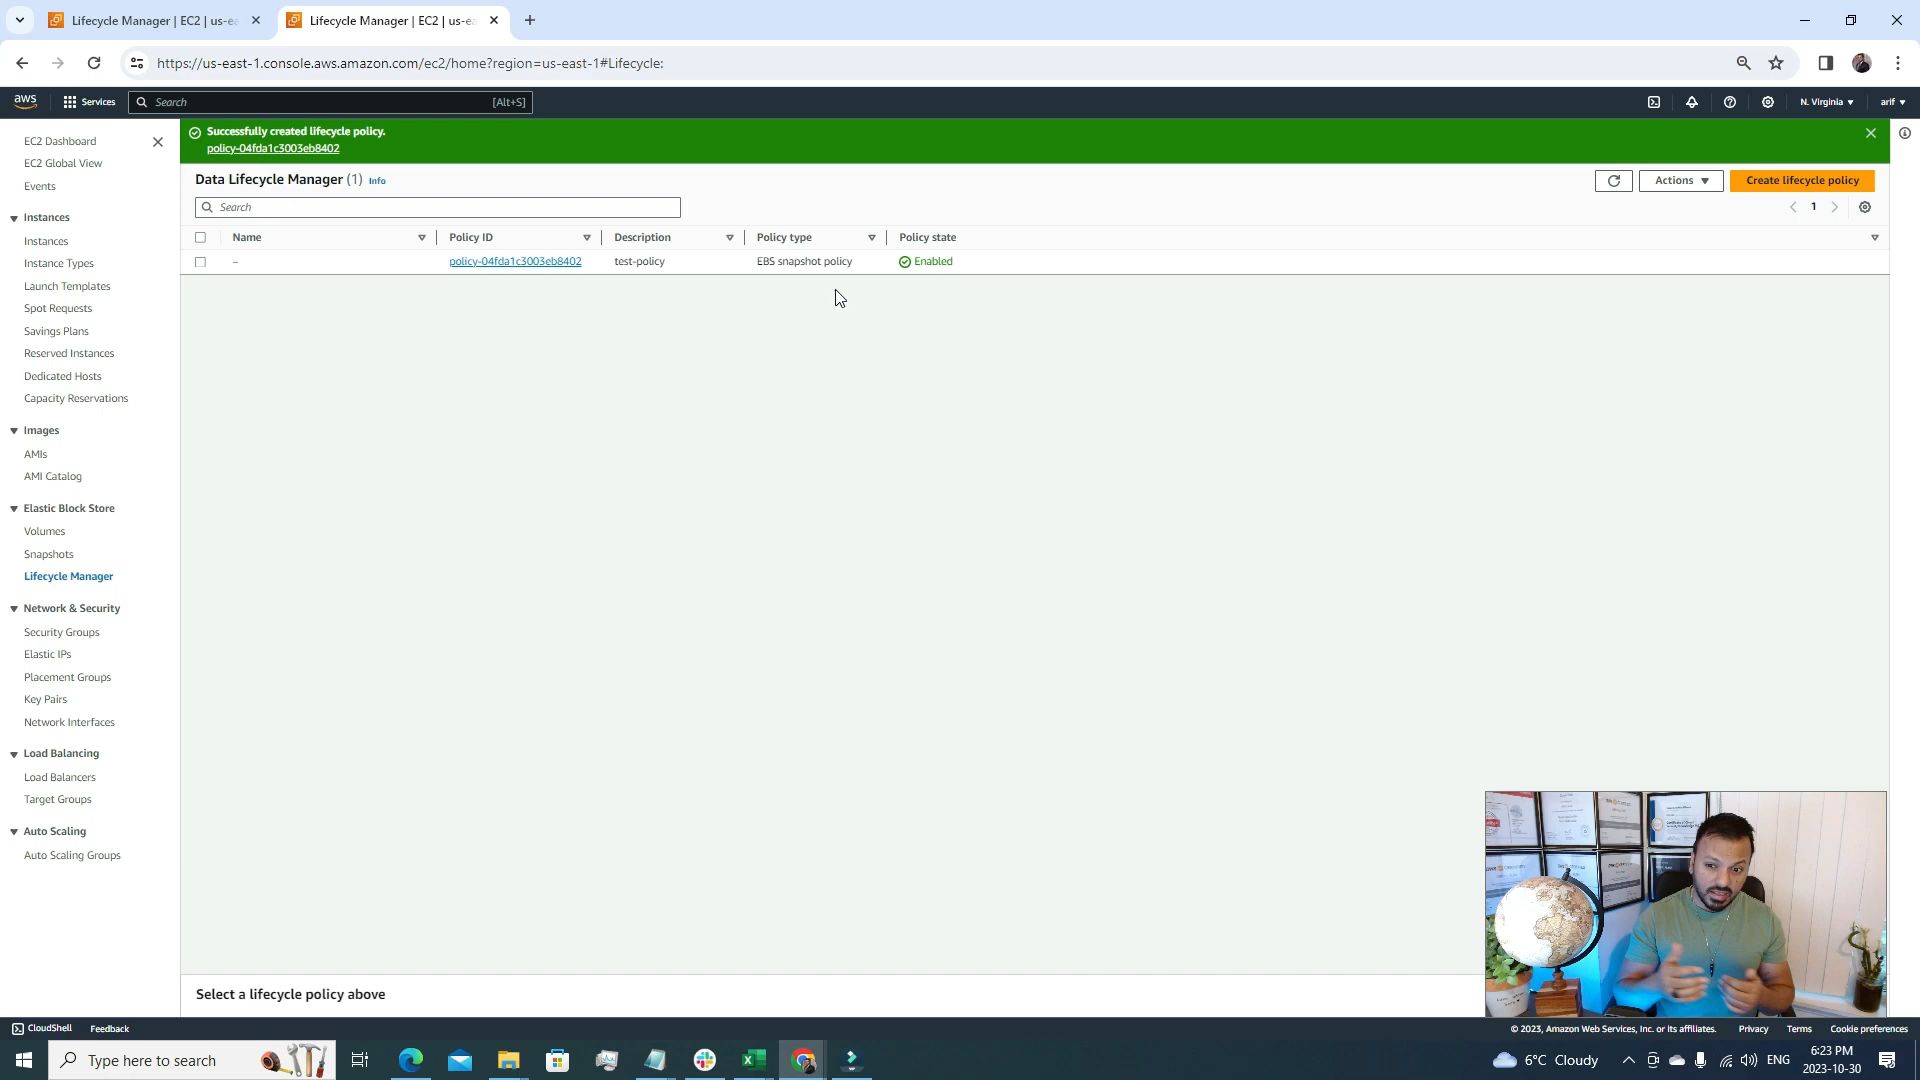 Lifecycle Manager | EC2 | us-ea
Lifecycle Manager | EC2 | us-ea
https://us-east-1.console.aws.amazon.com/ec2/home?region=us-east-1#Lifecycle:
aws
Services
Search
[Alt+S]
N. Virginia
arif
EC2 Dashboard
EC2 Global View
Events
Instances
Instances
Instance Types
Launch Templates
Spot Requests
Savings Plans
Reserved Instances
Dedicated Hosts
Capacity Reservations
Images
AMIs
AMI Catalog
Elastic Block Store
Volumes
Snapshots
Lifecycle Manager
Network & Security
Security Groups
Elastic IPs
Placement Groups
Key Pairs
Network Interfaces
Load Balancing
Load Balancers
Target Groups
Auto Scaling
Auto Scaling Groups
Successfully created lifecycle policy.
policy-04fda1c3003eb8402
Data Lifecycle Manager (1) Info
Actions
Create lifecycle policy
Search
1
Name Policy ID Description Policy type Policy state
– policy-04fda1c3003eb8402 test-policy EBS snapshot policy Enabled
Select a lifecycle policy above
CloudShell Feedback
© 2023, Amazon Web Services, Inc. or its affiliates. Privacy Terms Cookie preferences
Type here to search
6°C Cloudy
ENG
6:23 PM
2023-10-30